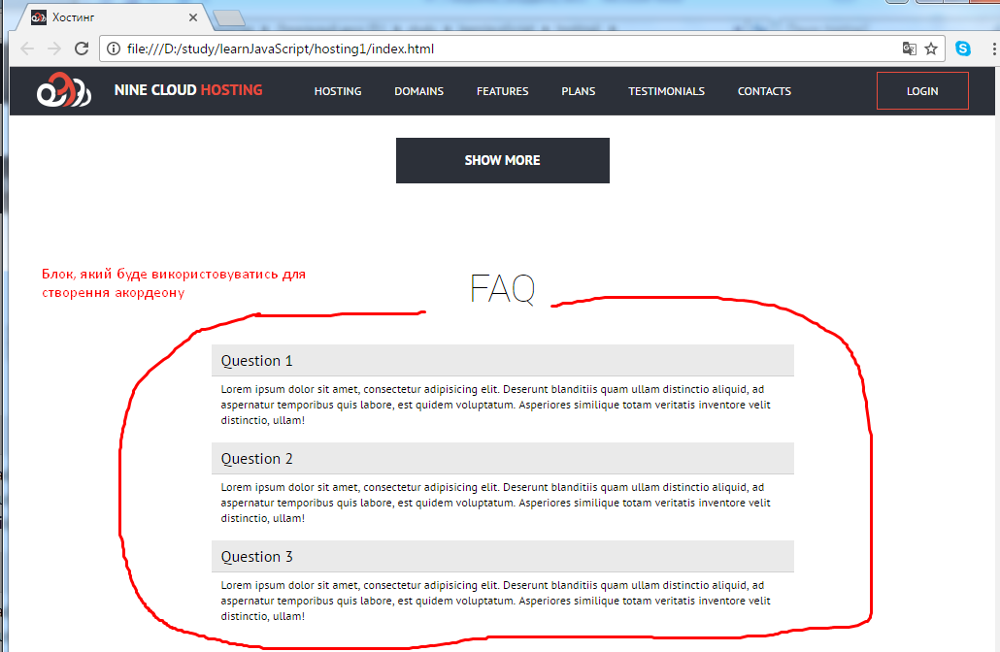 Хостинг
file:///D:/study/learnJavaScript/hosting1/index.html
S
NINE CLOUD HOSTING
HOSTING
DOMAINS
FEATURES
PLANS
TESTIMONIALS
CONTACTS
LOGIN
SHOW MORE
Блок, який буде використовуватись для
створення акордеону
FAQ
Question 1
Lorem ipsum dolor sit amet, consectetur adipisicing elit. Deserunt blanditiis quam ullam distinctio aliquid, ad
aspernatur temporibus quis labore, est quidem voluptatum. Asperiores similique totam veritatis inventore velit
distinctio, ullam!
Question 2
Lorem ipsum dolor sit amet, consectetur adipisicing elit. Deserunt blanditiis quam ullam distinctio aliquid, ad
aspernatur temporibus quis labore, est quidem voluptatum. Asperiores similique totam veritatis inventore velit
distinctio, ullam!
Question 3
Lorem ipsum dolor sit amet, consectetur adipisicing elit. Deserunt blanditiis quam ullam distinctio aliquid, ad
aspernatur temporibus quis labore, est quidem voluptatum. Asperiores similique totam veritatis inventore velit
distinctio, ullam!